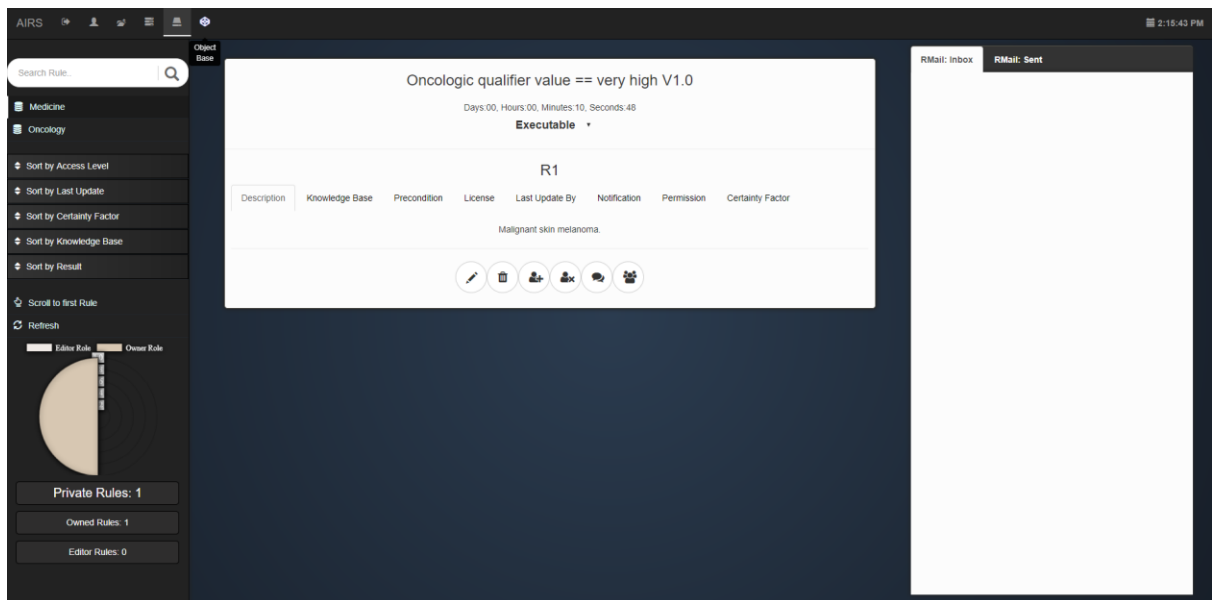 AIRS
2:15:43 PM
Object
Base
Search Rule..
Medicine
Oncology
Sort by Access Level
Sort by Last Update
Sort by Certainty Factor
Sort by Knowledge Base
Sort by Result
Scroll to first Rule
Refresh
Editor Role Owner Role
Private Rules: 1
Owned Rules: 1
Editor Rules: 0
Oncologic qualifier value == very high V1.0
Days:00, Hours:00, Minutes:10, Seconds:48
Executable
R1
Description Knowledge Base Precondition License Last Update By Notification Permission Certainty Factor
Malignant skin melanoma.
RMail: Inbox RMail: Sent